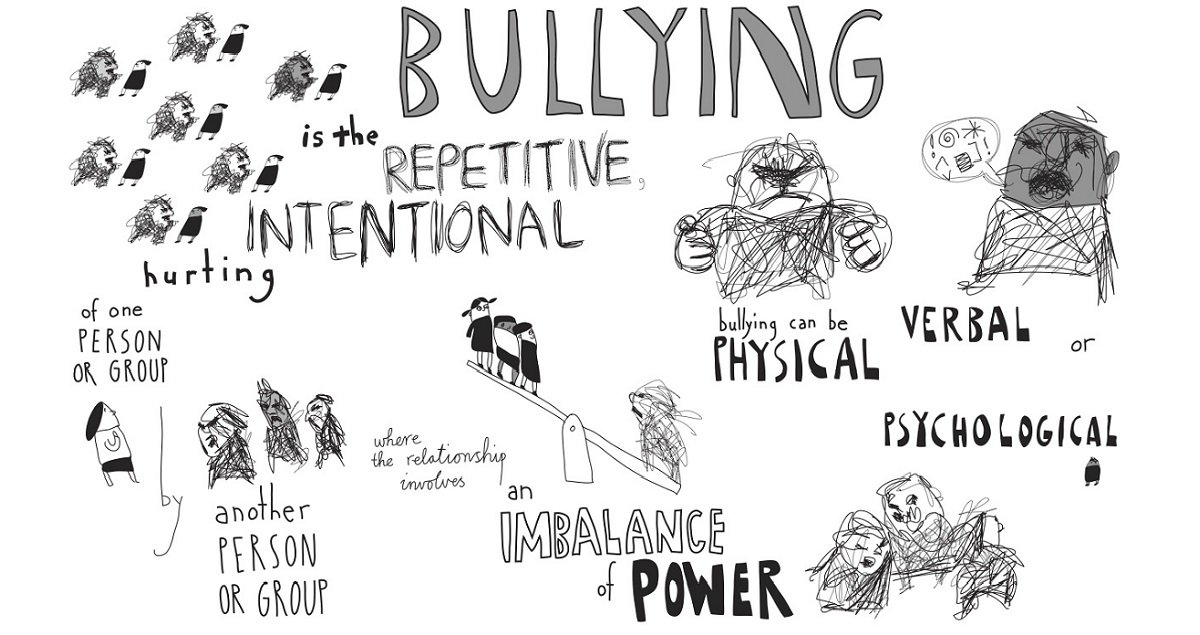 BULLYING
is the
REPETITIVE,
INTENTIONAL
hurting
of one
PERSON
OR GROUP
by
another
PERSON
OR GROUP
where
the relationship
involves
an
IMBALANCE
of POWER
bullying can be
PHYSICAL
VERBAL
or
PSYCHOLOGICAL